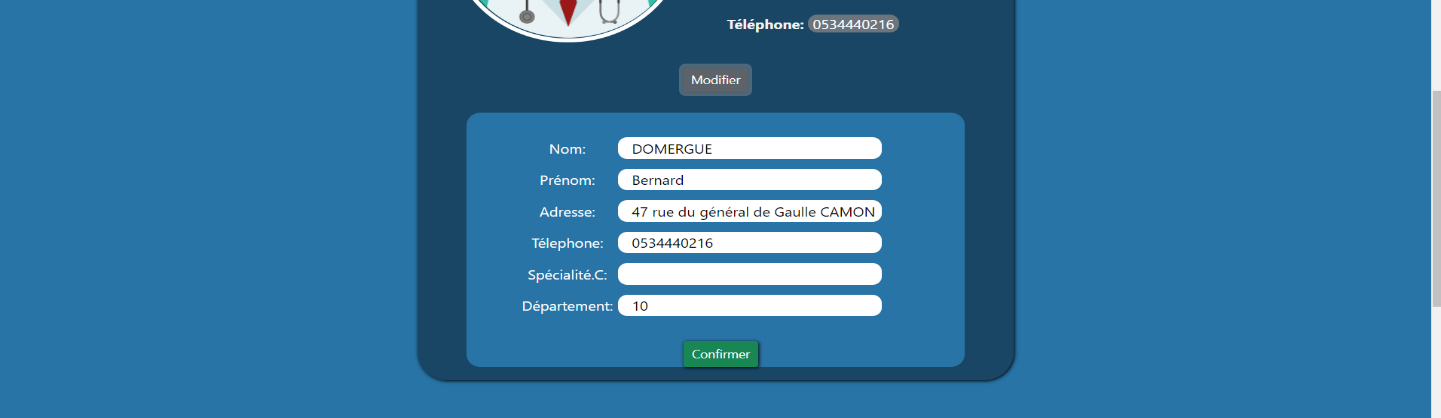 Téléphone: 0534440216
Modifier
Nom: DOMERGUE
Prénom: Bernard
Adresse: 47 rue du général de Gaulle CAMON
Télephone: 0534440216
Spécialité.C:
Département: 10
Confirmer